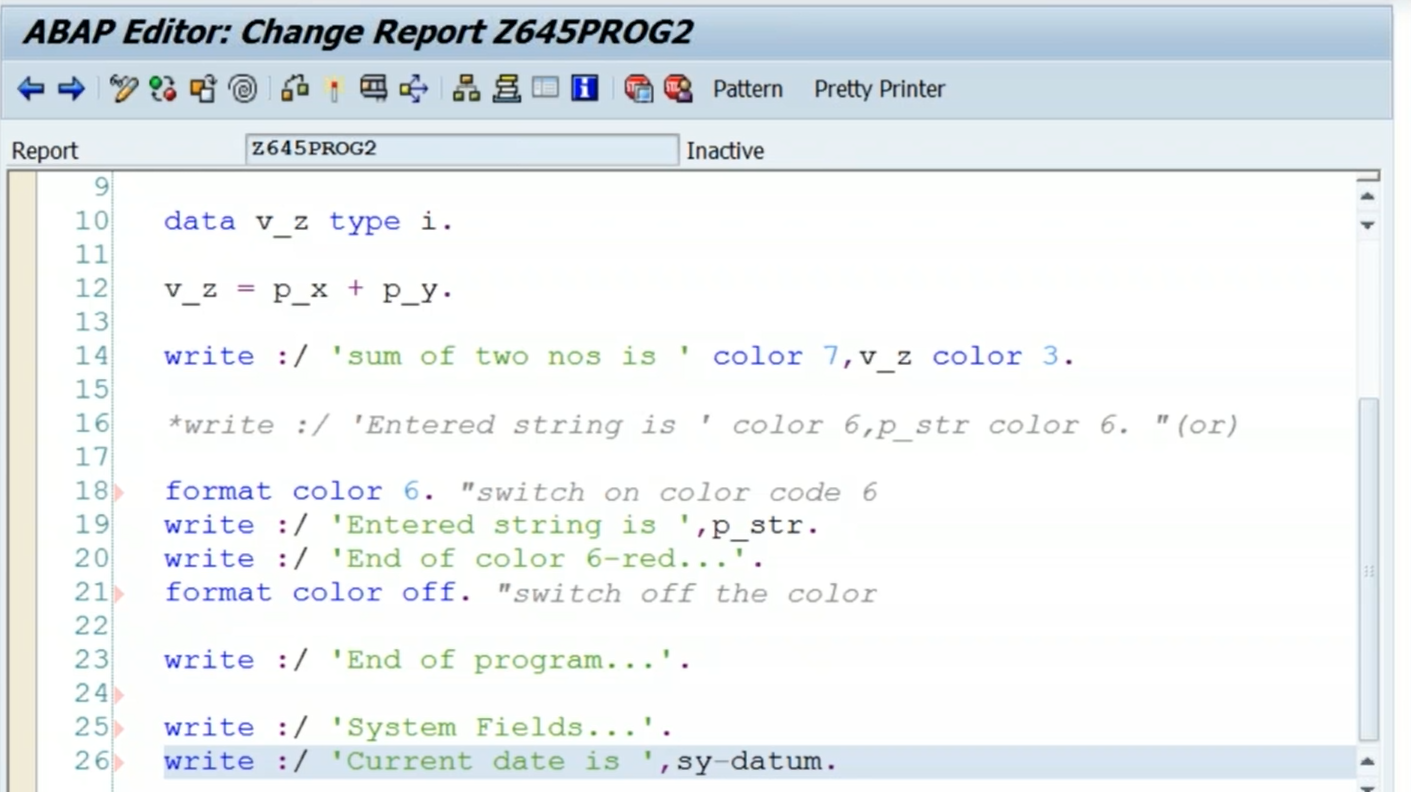 ABAP Editor: Change Report Z645PROG2
Pattern Pretty Printer
Report Z645PROG2 Inactive
9
10 data v_z type i.
11
12 v_z = p_x + p_y.
13
14 write :/ 'sum of two nos is ' color 7,v_z color 3.
15
16 *write :/ 'Entered string is ' color 6,p_str color 6. "(or)
17
18 format color 6. "switch on color code 6
19 write :/ 'Entered string is ',p_str.
20 write :/ 'End of color 6-red...'.
21 format color off. "switch off the color
22
23 write :/ 'End of program...'.
24
25 write :/ 'System Fields...'.
26 write :/ 'Current date is ',sy-datum.